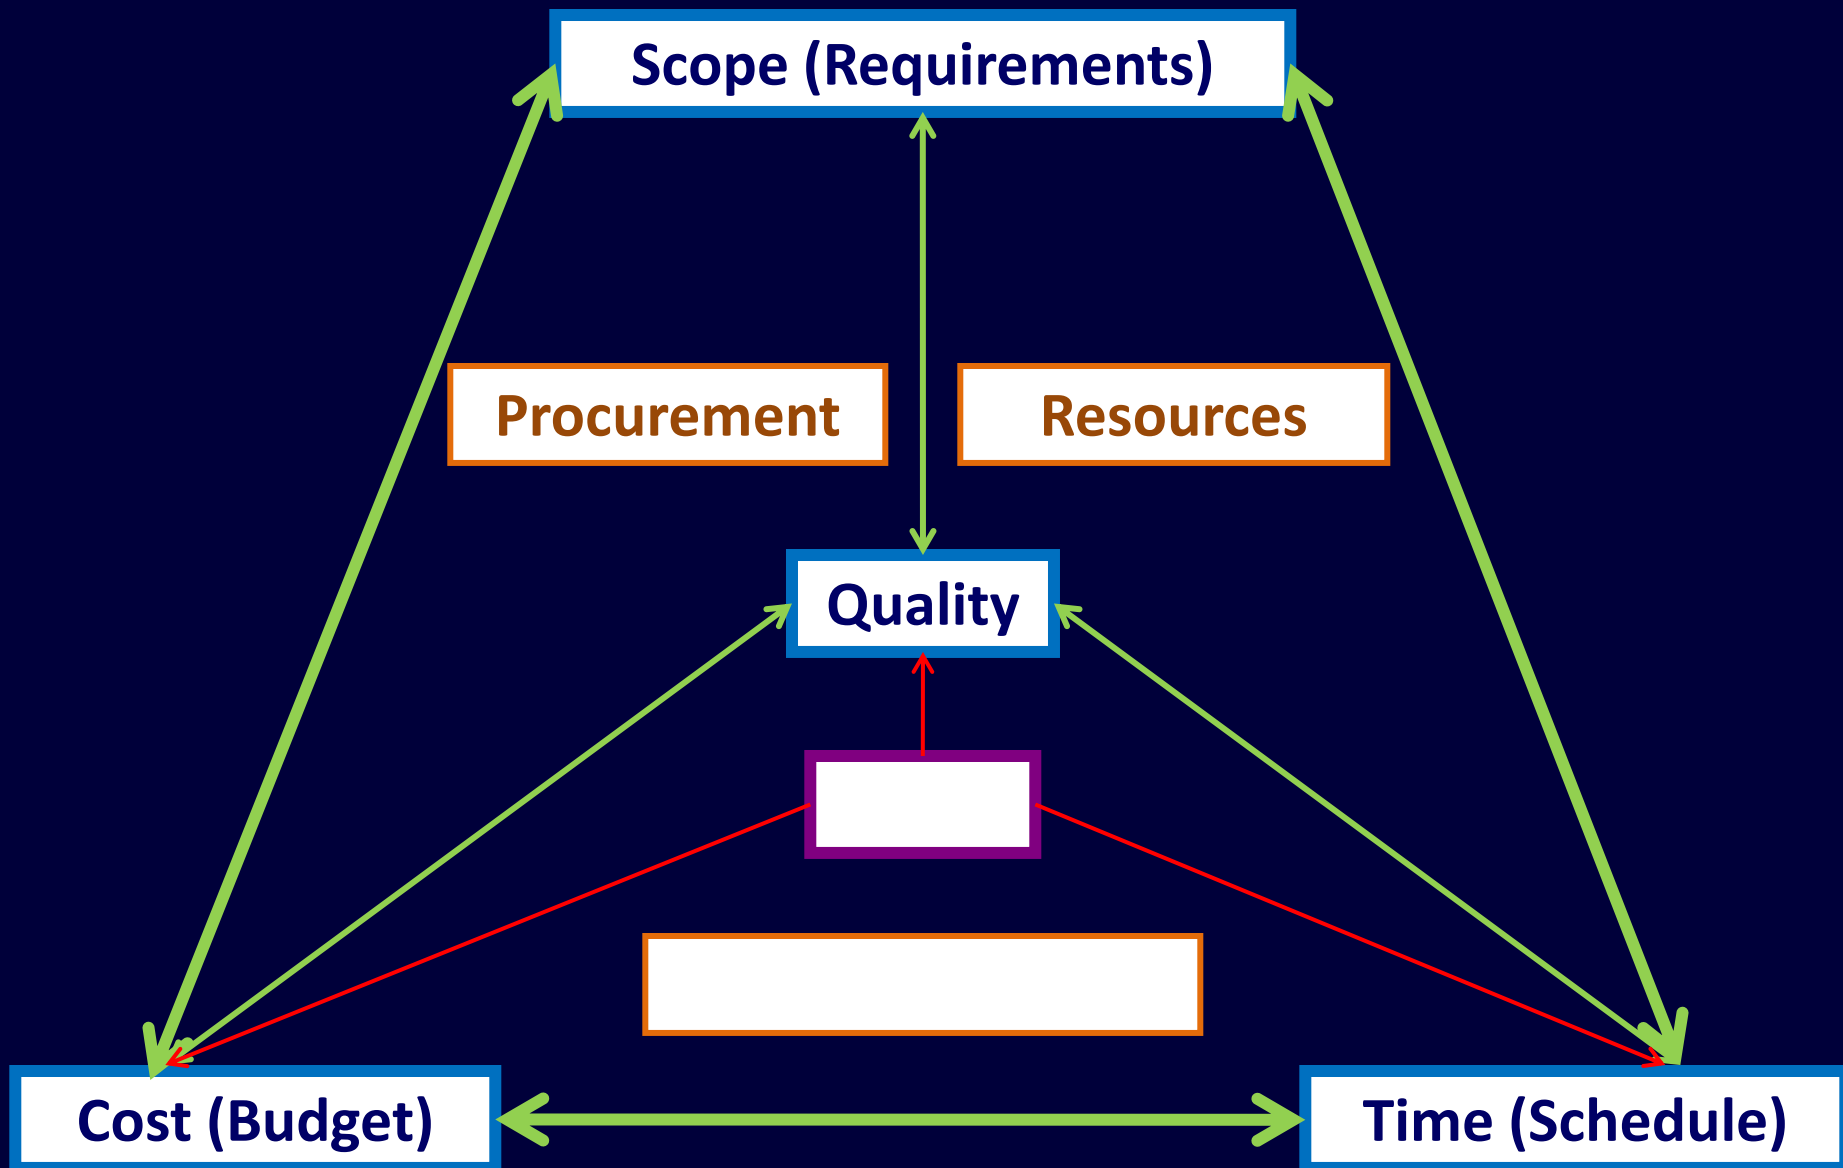 Scope (Requirements)
Procurement
Resources
Quality
Cost (Budget)
Time (Schedule)